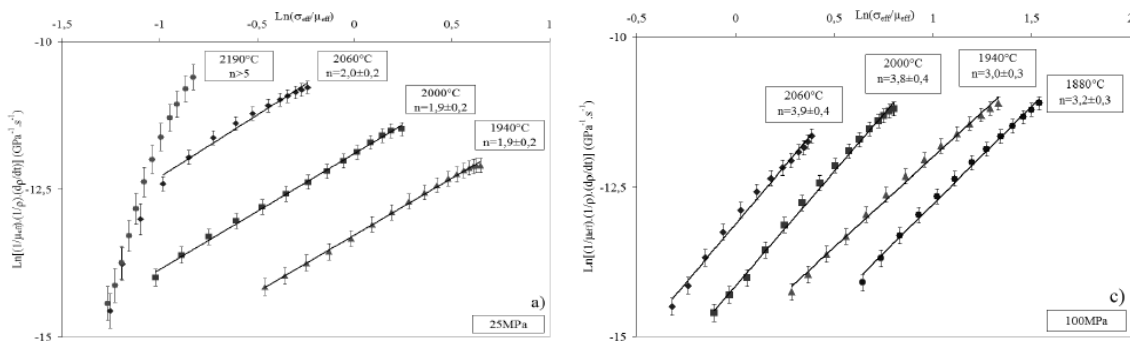 Ln(σeff/μeff)
-1,5
-1
-0,5
0
0,5
1
-10
-12,5
-15
Ln[(1/μeff).(1/ρ).(dρ/dt)] (GPa⁻¹.s⁻¹)
2190°C
n>5
2060°C
n=2,0±0,2
2000°C
n=1,9±0,2
1940°C
n=1,9±0,2
a)
25MPa
Ln(σeff/μeff)
-0,5
0
0,5
1
1,5
2
-10
-12,5
-15
Ln[(1/μeff).(1/ρ).(dρ/dt)] (GPa⁻¹.s⁻¹)
2060°C
n=3,9±0,4
2000°C
n=3,8±0,4
1940°C
n=3,0±0,3
1880°C
n=3,2±0,3
c)
100MPa